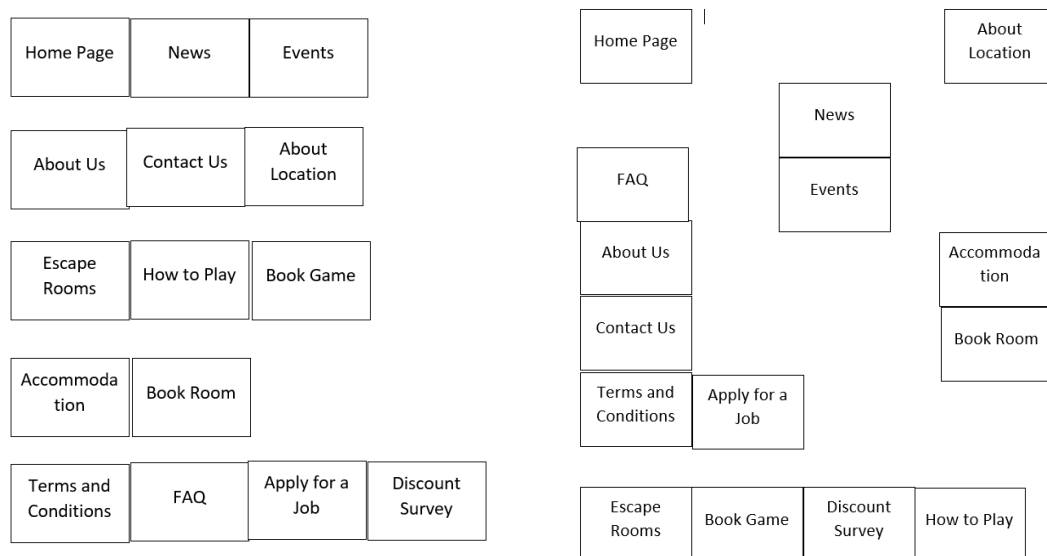 Home Page
News
Events
About Us
Contact Us
About
Location
Escape
Rooms
How to Play
Book Game
Accommoda
tion
Book Room
Terms and
Conditions
FAQ
Apply for a
Job
Discount
Survey
Home Page
About
Location
News
Events
FAQ
About Us
Contact Us
Terms and
Conditions
Apply for a
Job
Accommoda
tion
Book Room
Escape
Rooms
Book Game
Discount
Survey
How to Play